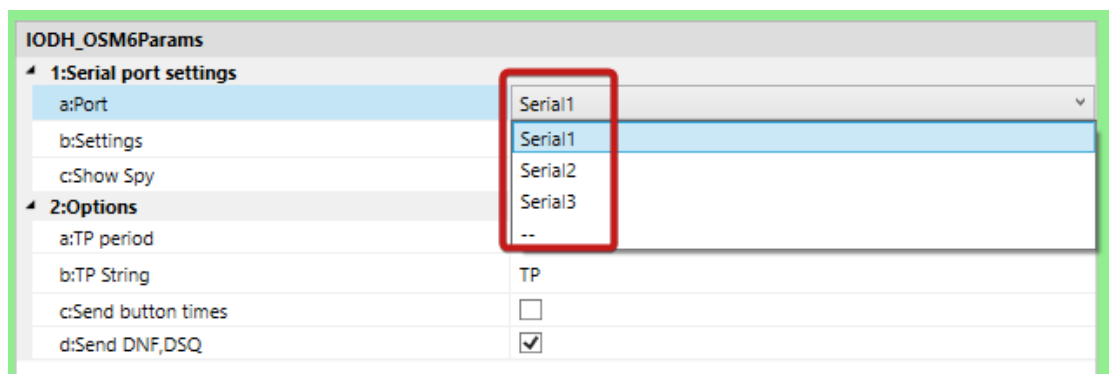 IODH_OSM6Params
1:Serial port settings
a:Port Serial1
b:Settings Serial1
c:Show Spy Serial2
2:Options Serial3
a:TP period --
b:TP String TP
c:Send button times
d:Send DNF,DSQ